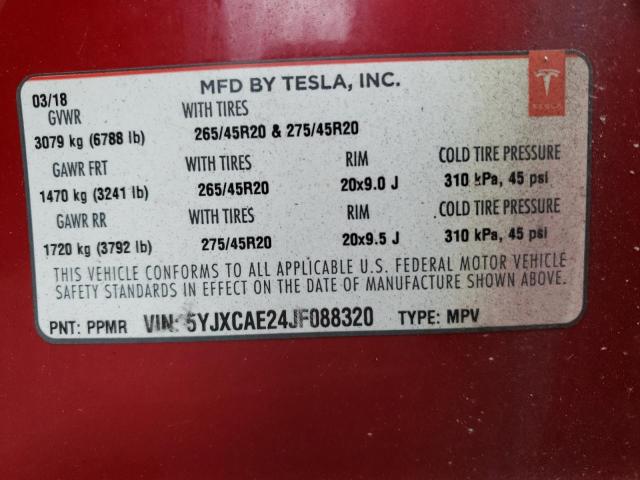 MFD BY TESLA, INC.
TESLA
03/18
GVWR WITH TIRES
3079 kg (6788 lb) 265/45R20 & 275/45R20
GAWR FRT WITH TIRES RIM COLD TIRE PRESSURE
1470 kg (3241 lb) 265/45R20 20x9.0 J 310 kPa, 45 psi
GAWR RR WITH TIRES RIM COLD TIRE PRESSURE
1720 kg (3792 lb) 275/45R20 20x9.5 J 310 kPa, 45 psi
THIS VEHICLE CONFORMS TO ALL APPLICABLE U.S. FEDERAL MOTOR VEHICLE
SAFETY STANDARDS IN EFFECT ON THE DATE OF MANUFACTURE SHOWN ABOVE.
PNT: PPMR VIN: 5YJXCAE24JF088320 TYPE: MPV